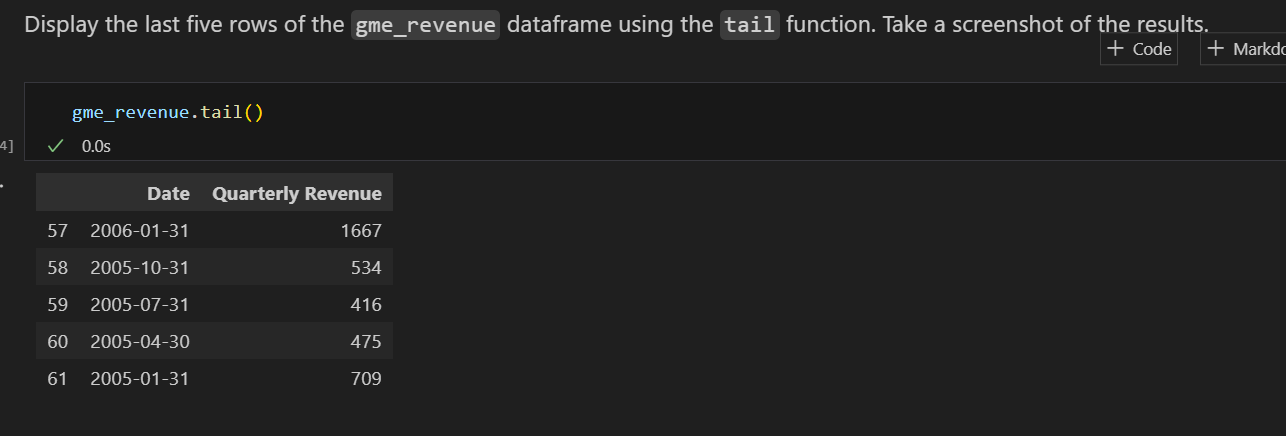 Display the last five rows of the gme_revenue dataframe using the tail function. Take a screenshot of the results.
+ Code + Markdo
gme_revenue.tail()
4] ✓ 0.0s
Date Quarterly Revenue
57 2006-01-31 1667
58 2005-10-31 534
59 2005-07-31 416
60 2005-04-30 475
61 2005-01-31 709